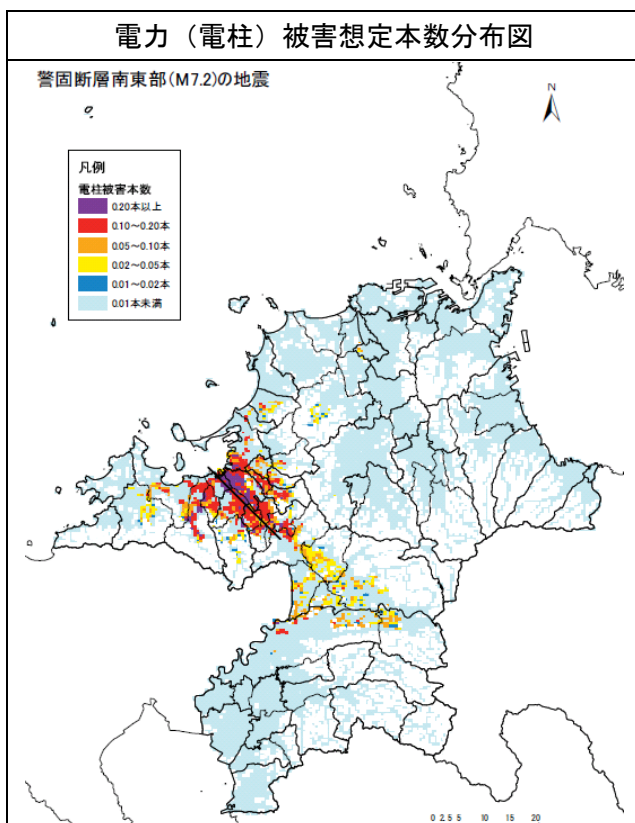 電力（電柱）被害想定本数分布図
警固断層南東部(M7.2)の地震
N
凡例
電柱被害本数
0.20本以上
0.10～0.20本
0.05～0.10本
0.02～0.05本
0.01～0.02本
0.01本未満
0 2.5 5 10 15 20